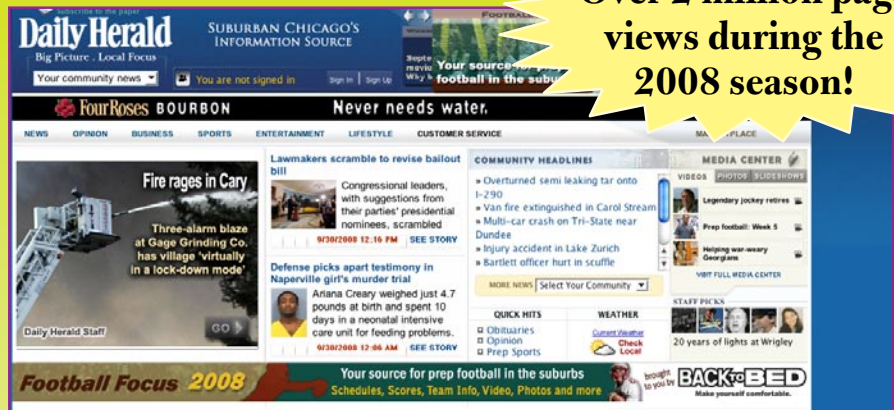 Subscribe to the paper
Daily Herald
Big Picture . Local Focus
SUBURBAN CHICAGO'S
INFORMATION SOURCE
Your community news
You are not signed in
Sign In | Sign Up
Your source
football in the
views during the
2008 season!
Four Roses BOURBON
Never needs water.
NEWS OPINION BUSINESS SPORTS ENTERTAINMENT LIFESTYLE CUSTOMER SERVICE
Fire rages in Cary
Three-alarm blaze
at Gage Grinding Co.
has village 'virtually
in a lock-down mode'
Daily Herald Staff
GO
Lawmakers scramble to revise bailout
bill
Congressional leaders,
with suggestions from
their parties' presidential
nominees, scrambled
9/30/2008 12:16 PM SEE STORY
Defense picks apart testimony in
Naperville girl's murder trial
Ariana Creary weighed just 4.7
pounds at birth and spent 10
days in a neonatal intensive
care unit for feeding problems.
9/30/2008 12:06 AM SEE STORY
COMMUNITY HEADLINES
» Overturned semi leaking tar onto
I-290
» Van fire extinguished in Carol Stream
» Multi-car crash on Tri-State near
Dundee
» Injury accident in Lake Zurich
» Bartlett officer hurt in scuffle
MORE NEWS Select Your Community
QUICK HITS
Obituaries
Opinion
Prep Sports
WEATHER
Current Weather
Check
Local
MEDIA CENTER
VIDEOS PHOTOS SLIDESHOWS
Legendary jockey retires
Prep football: Week 5
Helping war-weary
Georgians
VISIT FULL MEDIA CENTER
STAFF PICKS
20 years of lights at Wrigley
Football Focus 2008
Your source for prep football in the suburbs
Schedules, Scores, Team Info, Video, Photos and more
brought
to you by
BACK TO BED
Make yourself comfortable.